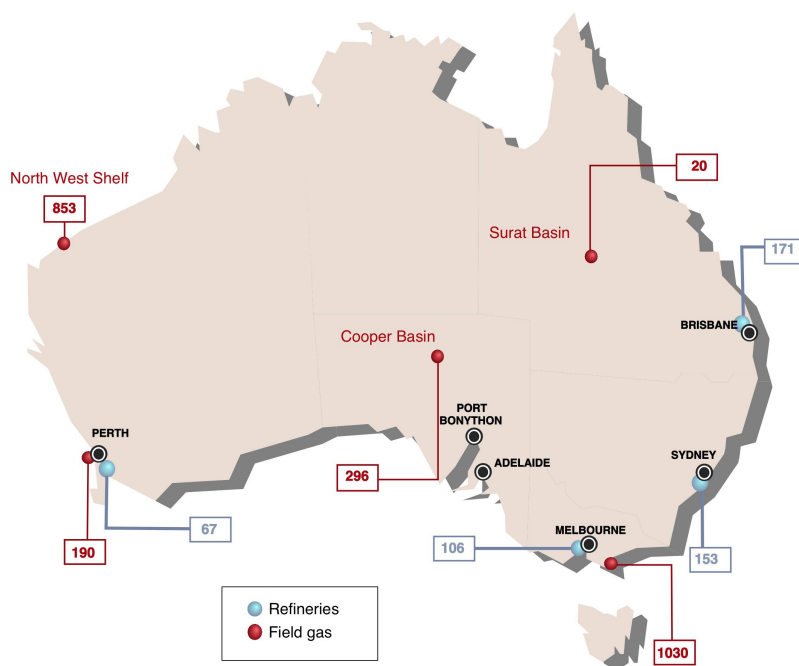 North West Shelf
853
20
Surat Basin
171
BRISBANE
Cooper Basin
PORT
BONYTHON
PERTH
ADELAIDE
SYDNEY
296
67
190
MELBOURNE
106
153
Refineries
Field gas
1030